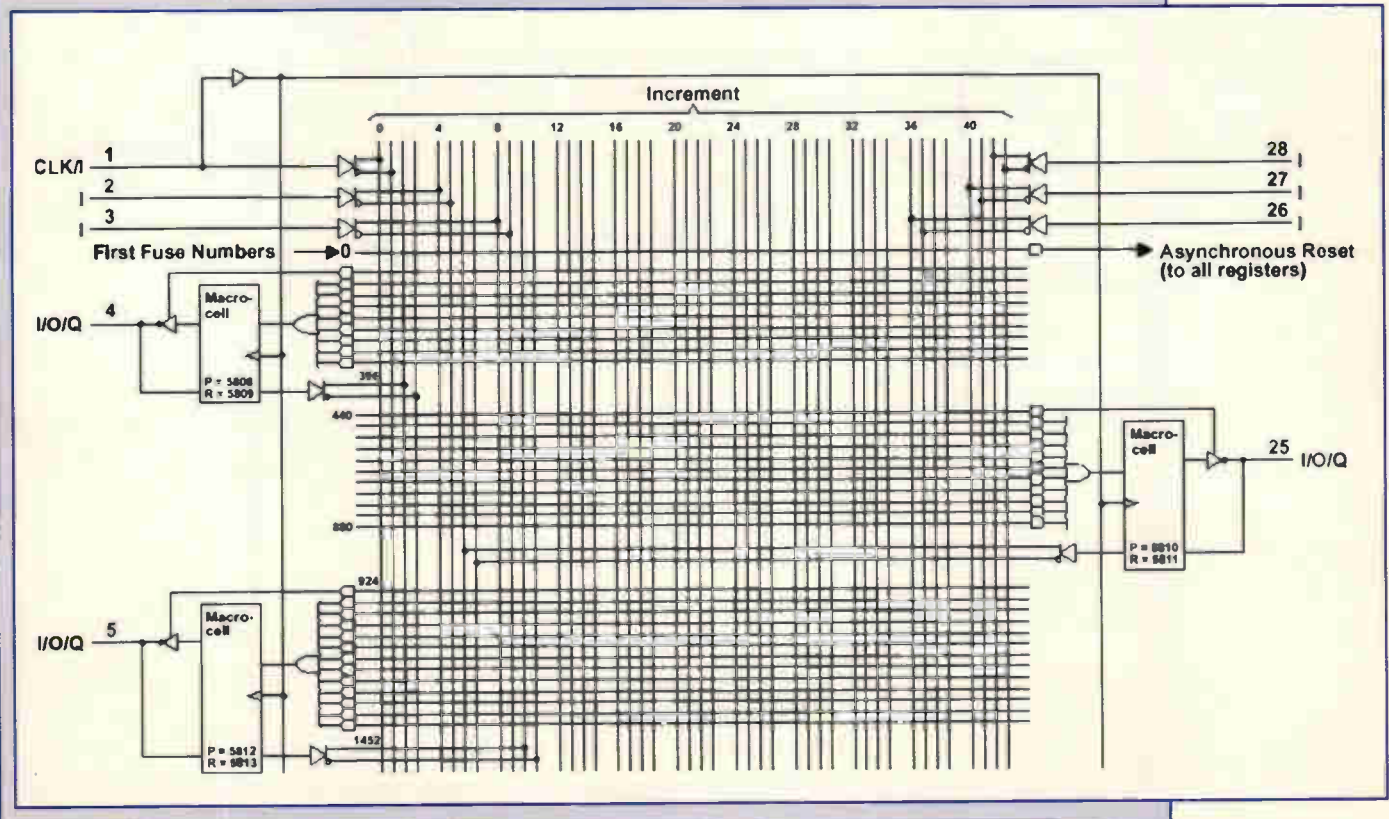 Increment
0 4 8 12 16 20 24 28 32 36 40
CLK/I 1
28 I
I 2
27 I
I 3
26 I
First Fuse Numbers 0
Asynchronous Reset
(to all registers)
I/O/Q 4
Macro-
cell
P = 5808
R = 5809
396
440
Macro-
cell
25 I/O/Q
880
P = 5810
R = 5811
924
I/O/Q 5
Macro-
cell
1452
P = 5812
R = 5813